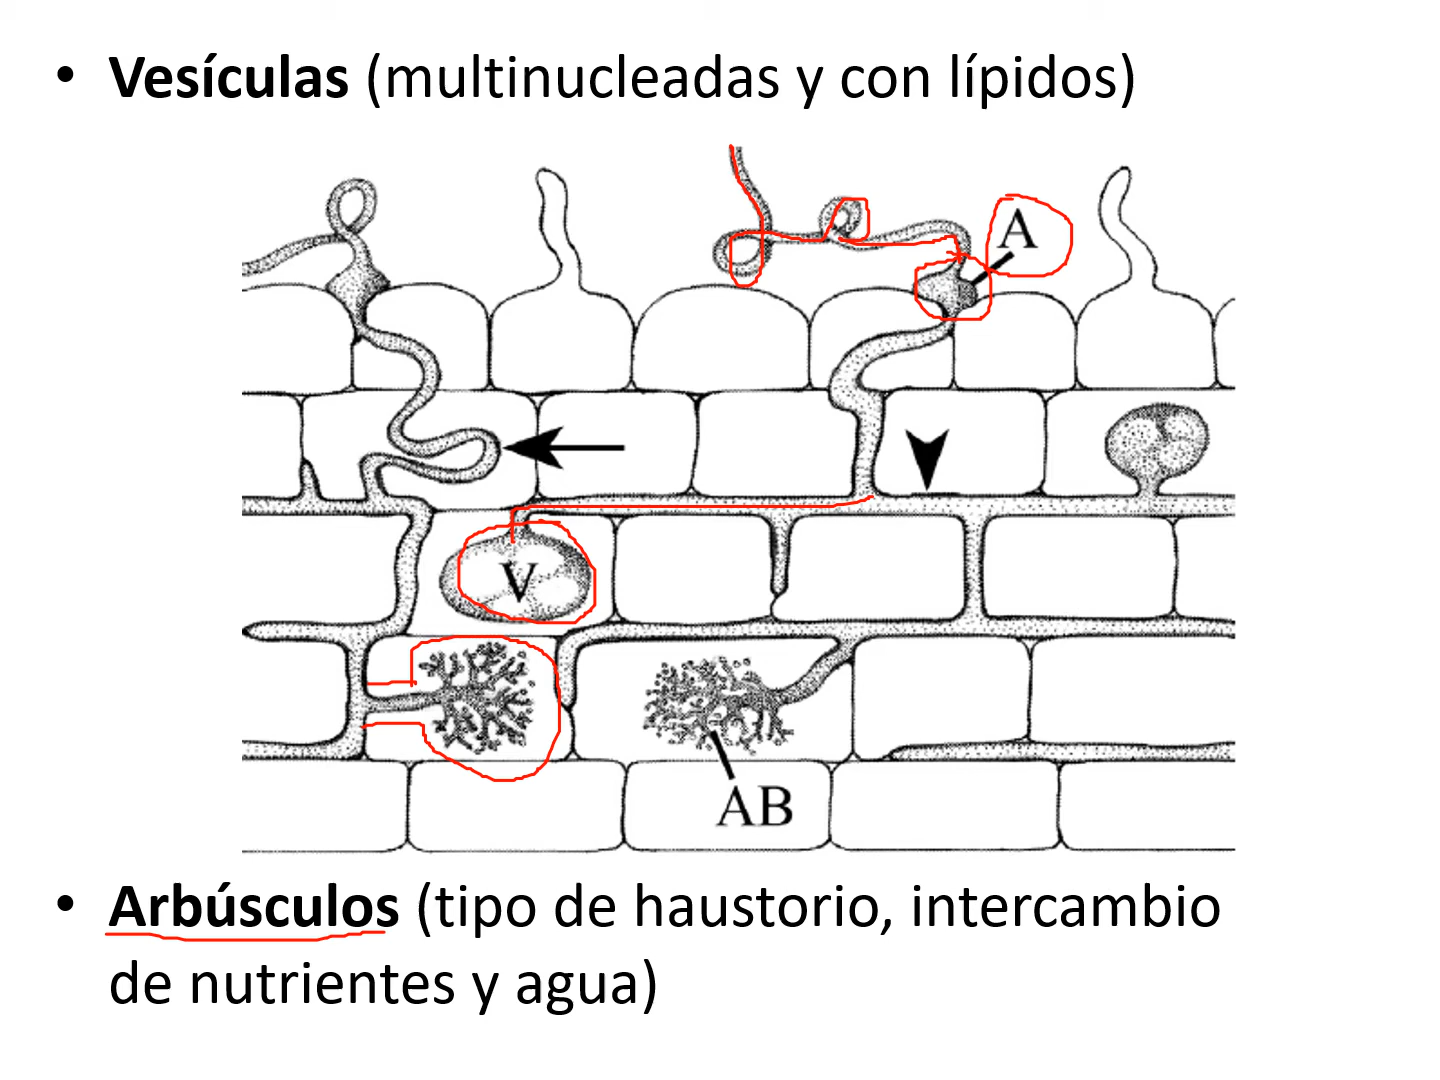 • Vesículas (multinucleadas y con lípidos)
A
V
AB
• Arbúsculos (tipo de haustorio, intercambio
de nutrientes y agua)